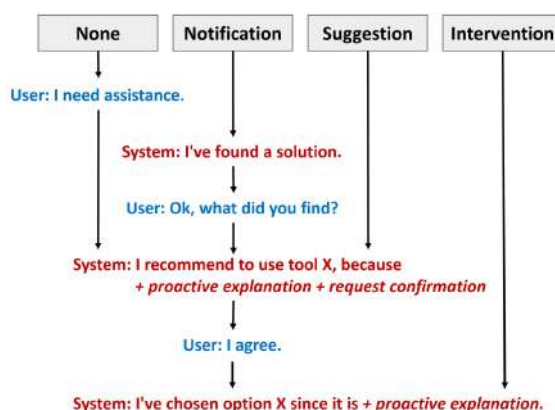 None Notification Suggestion Intervention
User: I need assistance.
System: I've found a solution.
User: Ok, what did you find?
System: I recommend to use tool X, because
+ proactive explanation + request confirmation
User: I agree.
System: I've chosen option X since it is + proactive explanation.